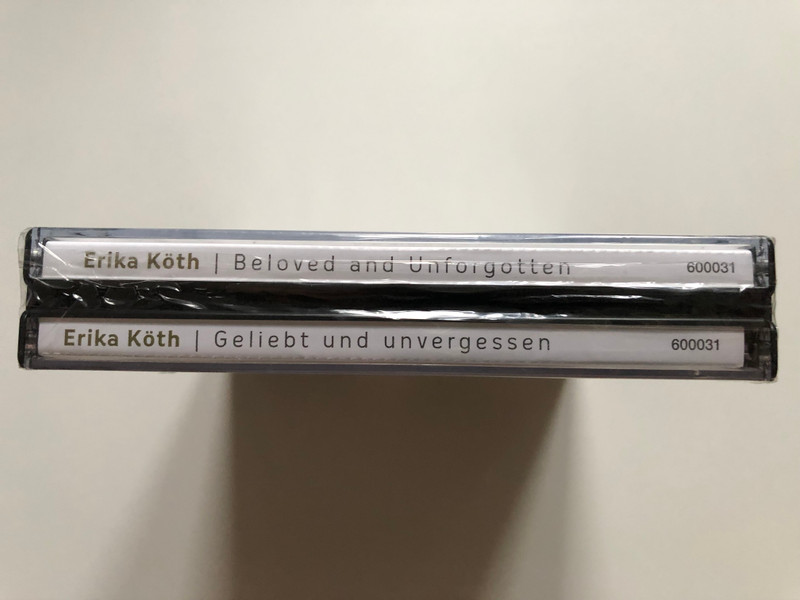 Erika Köth | Beloved and Unforgotten 600031
Erika Köth | Geliebt und unvergessen 600031